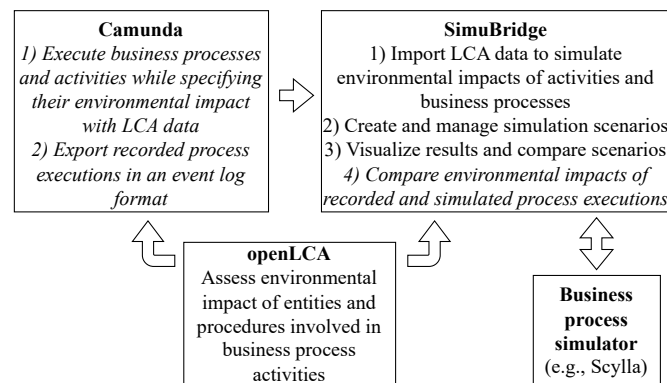 Camunda
1) Execute business processes
and activities while specifying
their environmental impact
with LCA data
2) Export recorded process
executions in an event log
format
SimuBridge
1) Import LCA data to simulate
environmental impacts of activities and
business processes
2) Create and manage simulation scenarios
3) Visualize results and compare scenarios
4) Compare environmental impacts of
recorded and simulated process executions
openLCA
Assess environmental
impact of entities and
procedures involved in
business process
activities
Business
process
simulator
(e.g., Scylla)